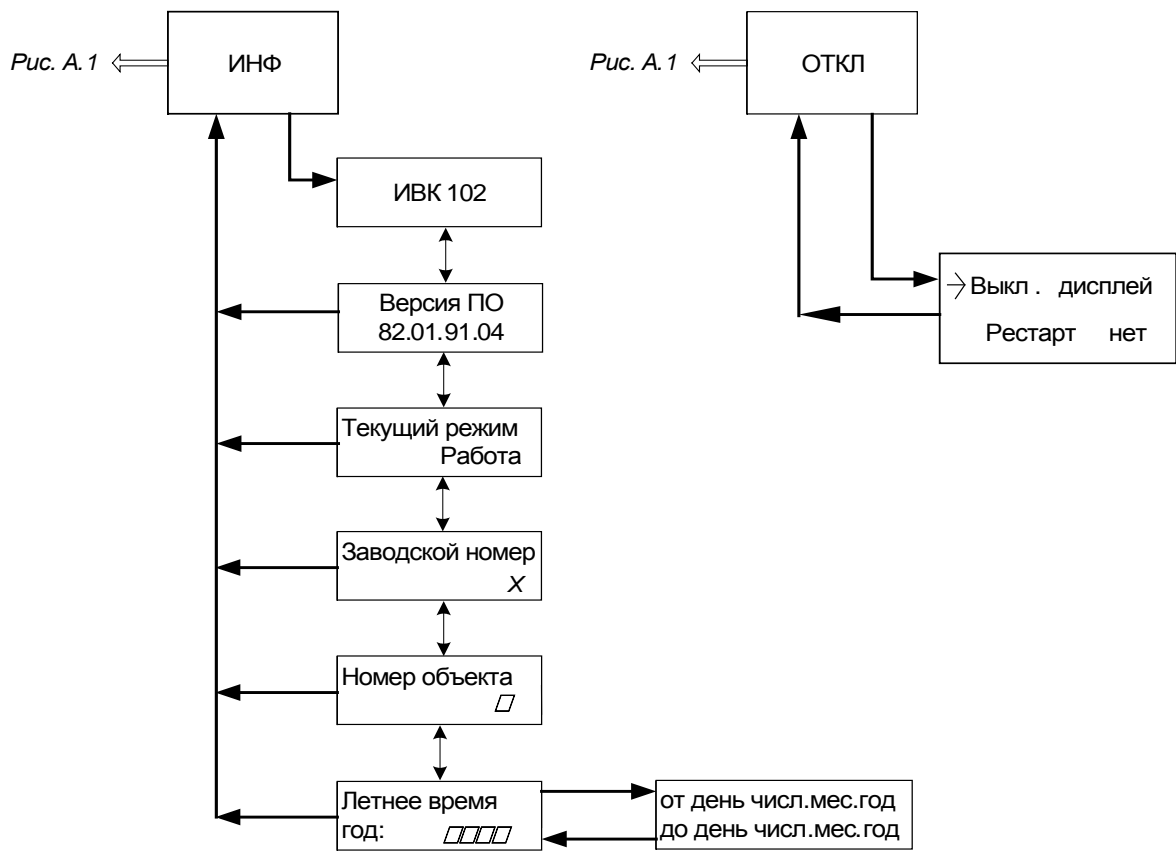 Рис. А.1
ИНФ
ИВК 102
Версия ПО
82.01.91.04
Текущий режим
Работа
Заводской номер
X
Номер объекта
Летнее время
год:
от день числ.мес.год
до день числ.мес.год
Рис. А.1
ОТКЛ
Выкл . дисплей
Рестарт нет